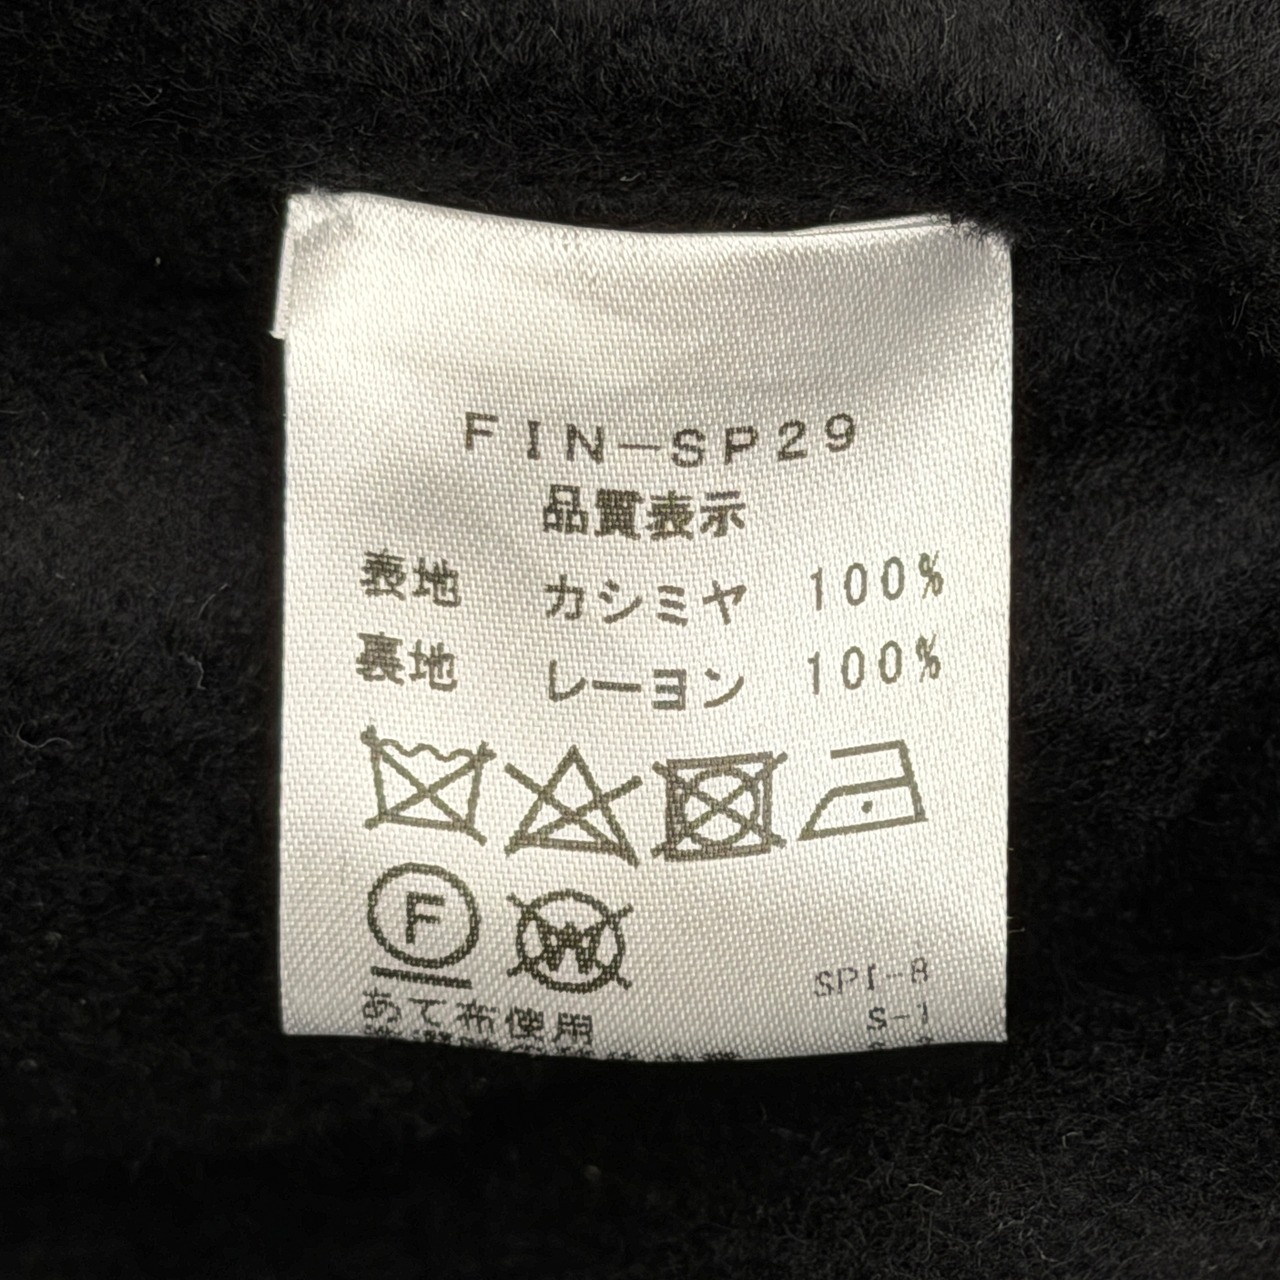 FIN-SP29
品質表示
表地 カシミヤ 100%
裏地 レーヨン 100%
F W
SPI-8
あて布使用 S-1